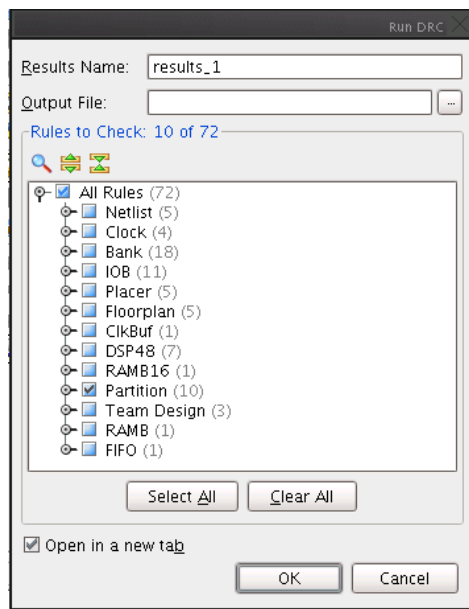 Run DRC
Results Name: results_1
Output File: ...
Rules to Check: 10 of 72
All Rules (72)
Netlist (5)
Clock (4)
Bank (18)
IOB (11)
Placer (5)
Floorplan (5)
ClkBuf (1)
DSP48 (7)
RAMB16 (1)
Partition (10)
Team Design (3)
RAMB (1)
FIFO (1)
Select All Clear All
Open in a new tab
OK Cancel